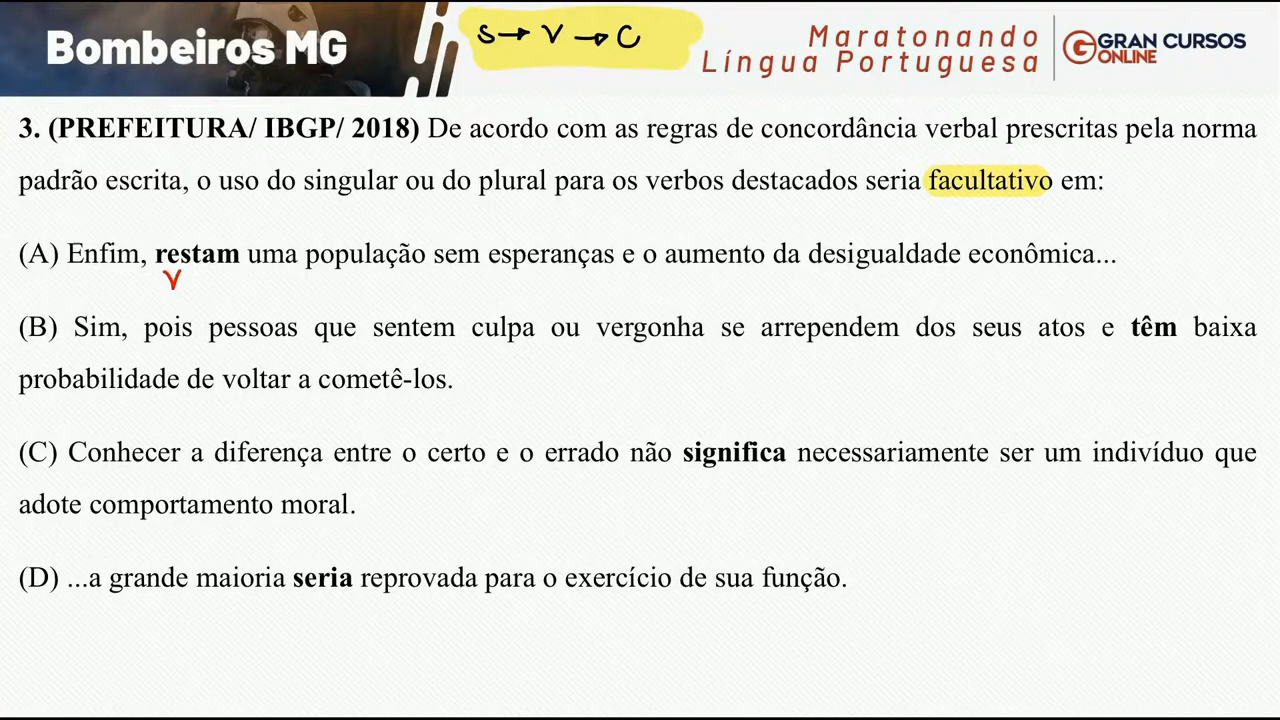 Bombeiros MG
S → V → C
Maratonando
Língua Portuguesa
GRAN CURSOS
ONLINE
3. (PREFEITURA/ IBGP/ 2018) De acordo com as regras de concordância verbal prescritas pela norma
padrão escrita, o uso do singular ou do plural para os verbos destacados seria facultativo em:
(A) Enfim, restam uma população sem esperanças e o aumento da desigualdade econômica...
V
(B) Sim, pois pessoas que sentem culpa ou vergonha se arrependem dos seus atos e têm baixa
probabilidade de voltar a cometê-los.
(C) Conhecer a diferença entre o certo e o errado não significa necessariamente ser um indivíduo que
adote comportamento moral.
(D) ...a grande maioria seria reprovada para o exercício de sua função.